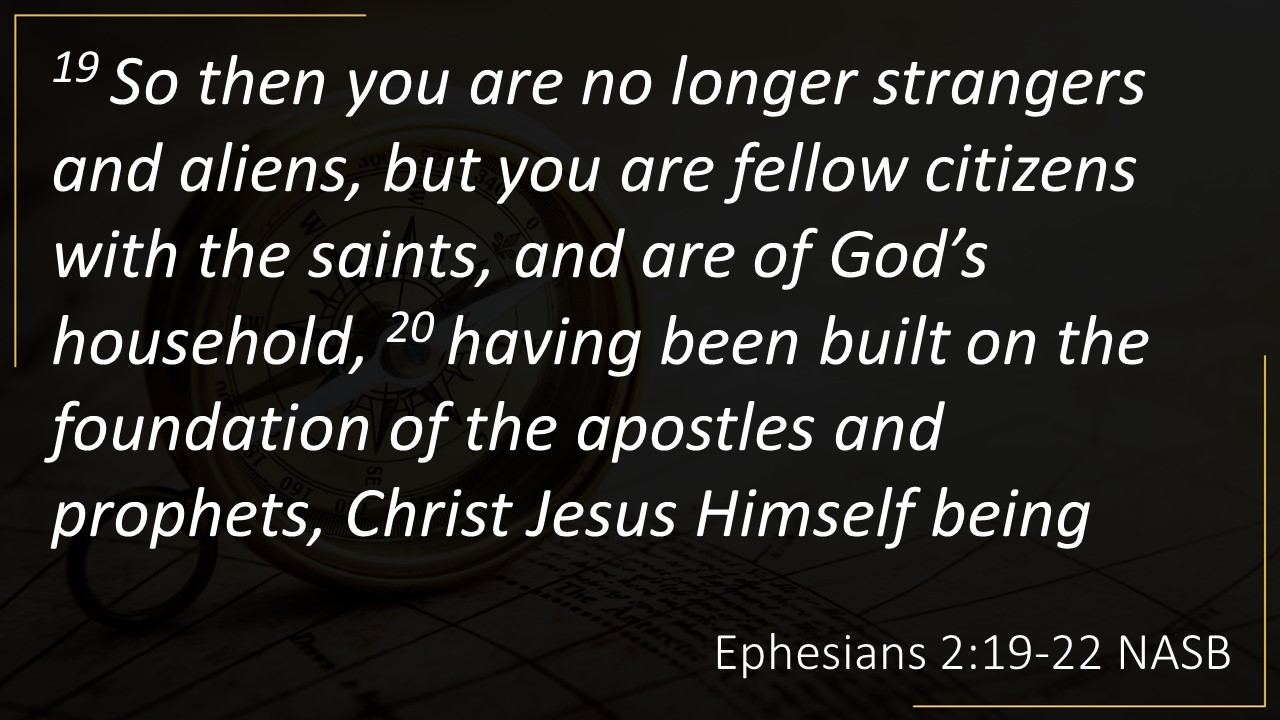 19 So then you are no longer strangers
and aliens, but you are fellow citizens
with the saints, and are of God’s
household, 20 having been built on the
foundation of the apostles and
prophets, Christ Jesus Himself being
Ephesians 2:19-22 NASB